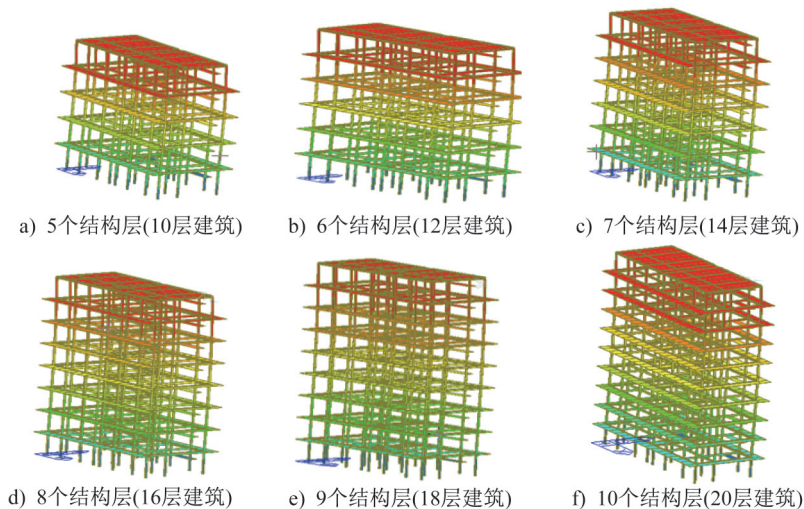 a) 5个结构层(10层建筑)
b) 6个结构层(12层建筑)
c) 7个结构层(14层建筑)
d) 8个结构层(16层建筑)
e) 9个结构层(18层建筑)
f) 10个结构层(20层建筑)